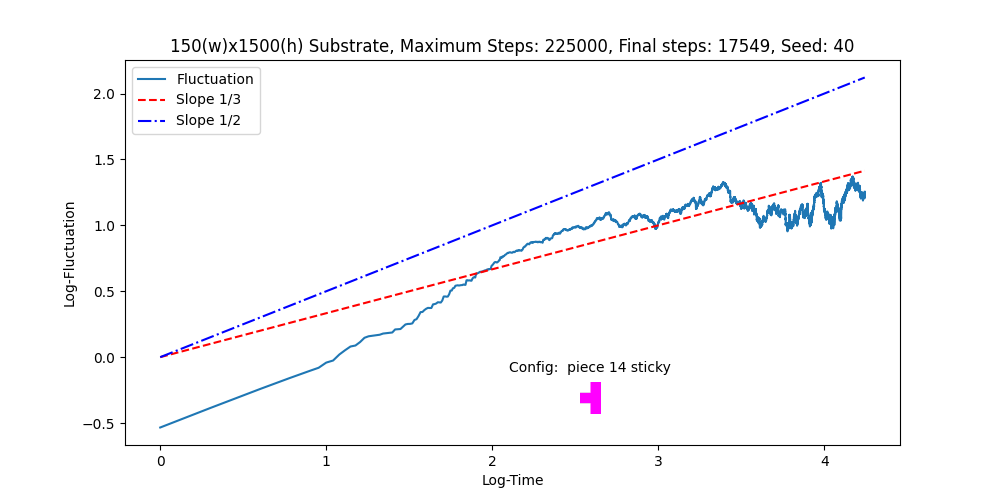 150(w)x1500(h) Substrate, Maximum Steps: 225000, Final steps: 17549, Seed: 40
Fluctuation
Slope 1/3
Slope 1/2
2.0
1.5
1.0
0.5
0.0
−0.5
Log-Fluctuation
Config:  piece 14 sticky
0
1
2
3
4
Log-Time